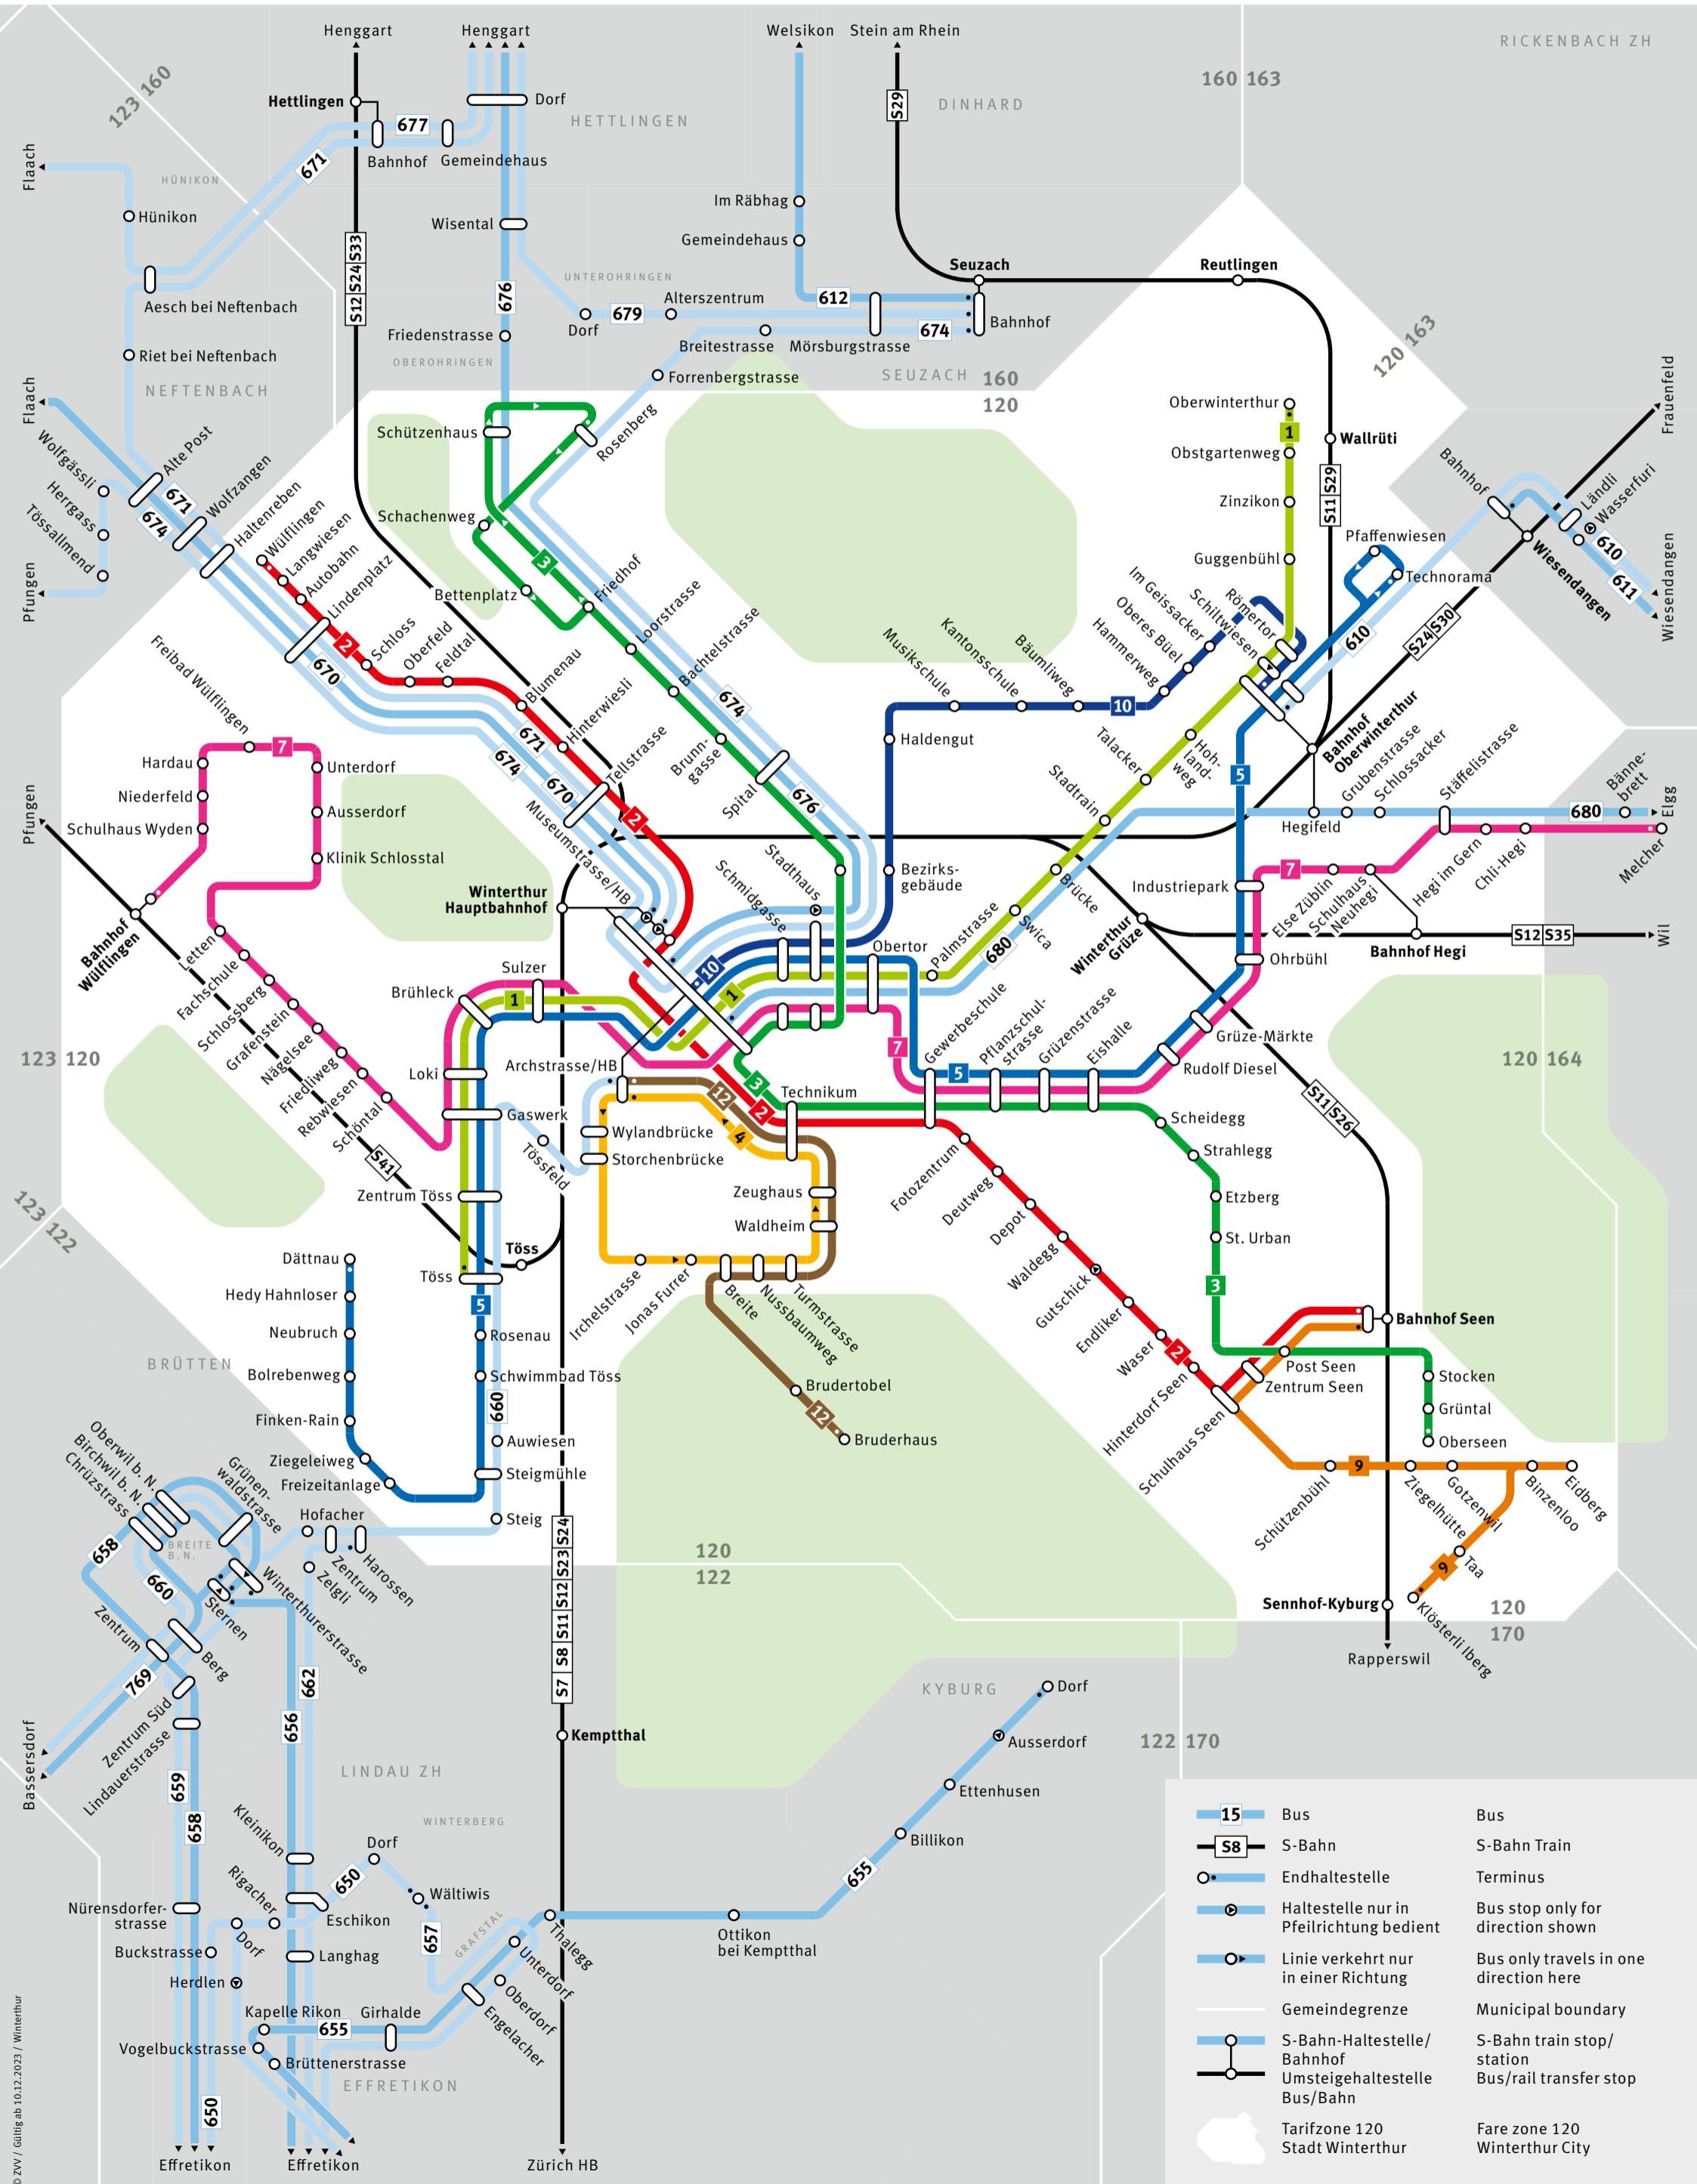 Henggart
Henggart
Welsikon
Stein am Rhein
RICKENBACH ZH
123 160
160 163
Hettlingen
Dorf
S29
DINHARD
677
HETTLINGEN
671
Bahnhof
Gemeindehaus
Flaach
HÜNIKON
Hünikon
Im Räbhag
Wisental
Gemeindehaus
S12 S24 S33
UNTEROHRINGEN
Seuzach
Reutlingen
Aesch bei Neftenbach
676
Alterszentrum
612
Dorf
679
Bahnhof
674
Friedenstrasse
Breitestrasse
Mörsburgstrasse
Riet bei Neftenbach
OBEROHRINGEN
120 163
NEFTENBACH
Forrenbergstrasse
SEUZACH
160
120
Flaach
Frauenfeld
Oberwinterthur
1
Schützenhaus
Rosenberg
Wallrüti
Obstgartenweg
Wolfgässli
Herrgass
Tössallmend
Alte Post
671
674
Wolfzangen
Haltenreben
Wülflingen
Langwiesen
Autobahn
Lindenplatz
Zinzikon
S11 S29
Bahnhof
Ländli
Wasserfuri
610
611
Wiesendangen
Wiesendangen
Schachenweg
3
Pfaffenwiesen
Technorama
Guggenbühl
Pfungen
Bettenplatz
Friedhof
Loorstrasse
Bachtelstrasse
Im Geissacker
Oberes Büel
Hammerweg
Schiltwiesen
Römertor
610
S24 S30
2
Schloss
Oberfeld
Feldtal
670
Blumenau
Hinterwiesli
Tellstrasse
Freibad Wülflingen
Musikschule
Kantonsschule
Bäumliweg
10
674
Haldengut
671
674
670
7
Hardau
Unterdorf
Brunn-
gasse
Spital
676
Talacker
Hoh-
land-
weg
Bahnhof
Oberwinterthur
5
Grubenstrasse
Schlossacker
Stäffelistrasse
Bänne-
brett
Elgg
Niederfeld
Ausserdorf
Stadtrain
680
Hegifeld
Pfungen
Schulhaus Wyden
2
Museumstrasse/HB
Klinik Schlosstal
Stadthaus
Schmidgasse
Bezirks-
gebäude
Brücke
Swica
Industriepark
7
Else Züblin
Schulhaus
Neuhegi
Hegi im Gern
Chli-Hegi
Melcher
Winterthur
Hauptbahnhof
Bahnhof
Wülflingen
Palmstrasse
680
Winterthur
Grüze
Bahnhof Hegi
S12 S35
Wil
Letten
Fachschule
Schlossberg
Grafenstein
Nägelsee
Friedliweg
Rebwiesen
Schöntal
Obertor
Ohrbühl
Sulzer
10
1
Brühleck
1
Gewerbeschule
Pflanzschul-
strasse
Grüzenstrasse
Eishalle
Grüze-Märkte
7
5
Rudolf Diesel
123 120
120 164
Archstrasse/HB
Loki
Gaswerk
12
3
2
Technikum
4
Wylandbrücke
Storchenbrücke
Tössfeld
Scheidegg
Strahlegg
S11 S26
S41
Zentrum Töss
Zeughaus
Waldheim
Etzberg
St. Urban
Fotozentrum
Deutweg
Depot
Waldegg
Gutschick
Endliker
Waser
2
Hinterdorf Seen
Schulhaus Seen
123 122
Töss
Töss
Dättnau
5
3
Hedy Hahnloser
Irchelstrasse
Jonas Furrer
Breite
Nussbaumweg
Turmstrasse
Bahnhof Seen
Neubruch
Rosenau
Post Seen
Zentrum Seen
BRÜTTEN
Bolrebenweg
Schwimmbad Töss
Brudertobel
Stocken
Finken-Rain
660
12
Grüntal
Auwiesen
Bruderhaus
Oberseen
Ziegeleiweg
Steigmühle
Freizeitanlage
9
Schützenbühl
Ziegelhütte
Gotzenwil
Binzenloo
Eidberg
Oberwil b. N.
Birchwil b. N.
Chrüzstrass
Grünen-
waldstrasse
Hofacher
Steig
BREITE
B. N.
658
660
Zelgli
Zentrum
Harossen
S7 S8 S11 S12 S23 S24
120
122
9
Taa
Klösterli Iberg
Sennhof-Kyburg
120
170
Zentrum
Sternen
Winterthurerstrasse
Berg
Rapperswil
769
662
656
Zentrum Süd
Lindauerstrasse
KYBURG
Dorf
Bassersdorf
Kemptthal
Ausserdorf
122 170
659
658
LINDAU ZH
Ettenhusen
WINTERBERG
Kleinikon
Dorf
Billikon
650
Wältiwis
655
Nürensdorfer-
strasse
Rigacher
Eschikon
Dorf
657
GRAFSTAL
Thalegg
Ottikon
bei Kemptthal
Buckstrasse
Langhag
Unterdorf
Oberdorf
Engelacher
Herdlen
Kapelle Rikon
Girhalde
655
Vogelbuckstrasse
Brüttenerstrasse
EFFRETIKON
650
Effretikon
Effretikon
Zürich HB
15
Bus
Bus
S8
S-Bahn
S-Bahn Train
Endhaltestelle
Terminus
Haltestelle nur in
Pfeilrichtung bedient
Bus stop only for
direction shown
Linie verkehrt nur
in einer Richtung
Bus only travels in one
direction here
Gemeindegrenze
Municipal boundary
S-Bahn-Haltestelle/
Bahnhof
Umsteigehaltestelle
Bus/Bahn
S-Bahn train stop/
station
Bus/rail transfer stop
Tarifzone 120
Stadt Winterthur
Fare zone 120
Winterthur City
© ZVV / Gültig ab 10.12.2023 / Winterthur